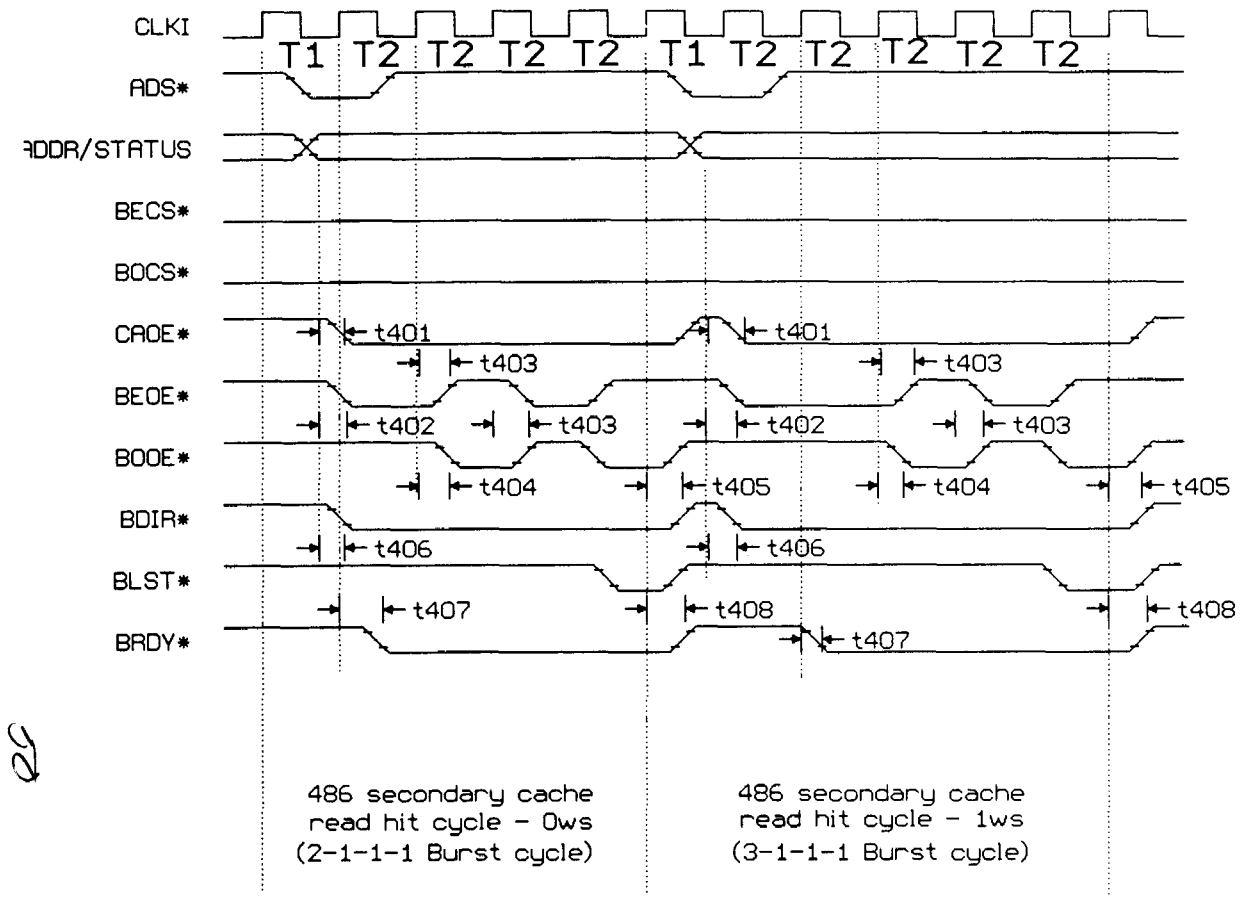 CLKI
T1 T2 T2 T2 T2 T1 T2 T2 T2 T2 T2
ADS*
ADDR/STATUS
BECS*
BOCS*
CAOE*
t401 t401
t403 t403
BEOE*
t402 t403 t402 t403
BOOE*
t404 t405 t404 t405
BDIR*
t406 t406
BLST*
t407 t408 t408
BRDY*
t407
486 secondary cache
read hit cycle - 0ws
(2-1-1-1 Burst cycle)
486 secondary cache
read hit cycle - 1ws
(3-1-1-1 Burst cycle)